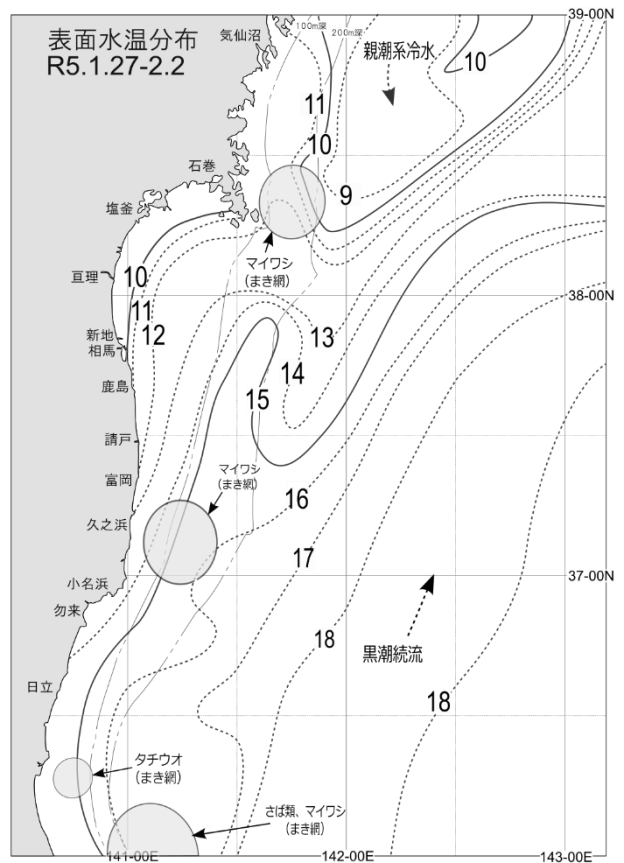 表面水温分布
R5.1.27-2.2
気仙沼
100m深
200m深
39-00N
親潮系冷水
10
11
10
9
石巻
塩釜
マイワシ
(まき網)
亘理
10
11
12
38-00N
新地
相馬
13
14
15
鹿島
請戸
富岡
マイワシ
(まき網)
16
久之浜
17
小名浜
37-00N
勿来
18
黒潮続流
18
日立
タチウオ
(まき網)
さば類、マイワシ
(まき網)
141-00E
142-00E
143-00E